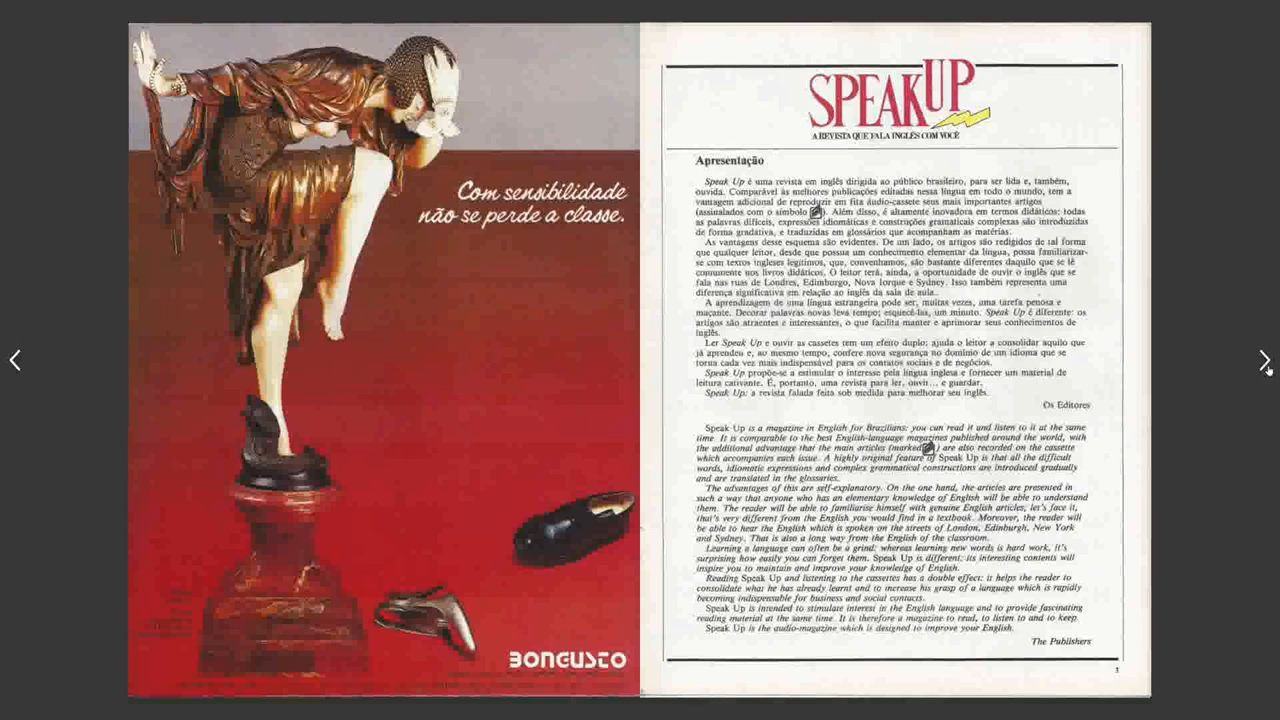 Com sensibilidade
não se perde a classe.
BONGUSTO
SPEAKUP
A REVISTA QUE FALA INGLÊS COM VOCÊ
Apresentação
Speak Up é uma revista em inglês dirigida ao público brasileiro, para ser lida e, também,
ouvida. Comparável às melhores publicações editadas nessa língua em todo o mundo, tem a
vantagem adicional de reproduzir em fita áudio-cassete seus mais importantes artigos
(assinalados com o símbolo ). Além disso, é altamente inovadora em termos didáticos: todas
as palavras difíceis, expressões idiomáticas e construções gramaticais complexas são introduzidas
de forma gradativa, e traduzidas em glossários que acompanham as matérias.
As vantagens desse esquema são evidentes. De um lado, os artigos são redigidos de tal forma
que qualquer leitor, desde que possua um conhecimento elementar da língua, possa familiarizar-
se com textos ingleses legítimos, que, convenhamos, são bastante diferentes daquilo que se lê
comumente nos livros didáticos. O leitor terá, ainda, a oportunidade de ouvir o inglês que se
fala nas ruas de Londres, Edimburgo, Nova Iorque e Sydney. Isso também representa uma
diferença significativa em relação ao inglês da sala de aula.
A aprendizagem de uma língua estrangeira pode ser, muitas vezes, uma tarefa penosa e
maçante. Decorar palavras novas leva tempo; esquecê-las, um minuto. Speak Up é diferente: os
artigos são atraentes e interessantes, o que facilita manter e aprimorar seus conhecimentos de
inglês.
Ler Speak Up e ouvir as cassetes tem um efeito duplo: ajuda o leitor a consolidar aquilo que
já aprendeu e, ao mesmo tempo, confere nova segurança no domínio de um idioma que se
torna cada vez mais indispensável para os contatos sociais e de negócios.
Speak Up propõe-se a estimular o interesse pela língua inglesa e fornecer um material de
leitura cativante. É, portanto, uma revista para ler, ouvir... e guardar.
Speak Up: a revista falada feita sob medida para melhorar seu inglês.
Os Editores
Speak Up is a magazine in English for Brazilians: you can read it and listen to it at the same
time. It is comparable to the best English-language magazines published around the world, with
the additional advantage that the main articles (marked ) are also recorded on the cassette
which accompanies each issue. A highly original feature of Speak Up is that all the difficult
words, idiomatic expressions and complex grammatical constructions are introduced gradually
and are translated in the glossaries.
The advantages of this are self-explanatory. On the one hand, the articles are presented in
such a way that anyone who has an elementary knowledge of English will be able to understand
them. The reader will be able to familiarise himself with genuine English articles; let's face it,
that's very different from the English you would find in a textbook. Moreover, the reader will
be able to hear the English which is spoken on the streets of London, Edinburgh, New York
and Sydney. That is also a long way from the English of the classroom.
Learning a language can often be a grind: whereas learning new words is hard work, it's
surprising how easily you can forget them. Speak Up is different: its interesting contents will
inspire you to maintain and improve your knowledge of English.
Reading Speak Up and listening to the cassettes has a double effect: it helps the reader to
consolidate what he has already learnt and to increase his grasp of a language which is rapidly
becoming indispensable for business and social contacts.
Speak Up is intended to stimulate interest in the English language and to provide fascinating
reading material at the same time. It is therefore a magazine to read, to listen to and to keep.
Speak Up is the audio-magazine which is designed to improve your English.
The Publishers
3